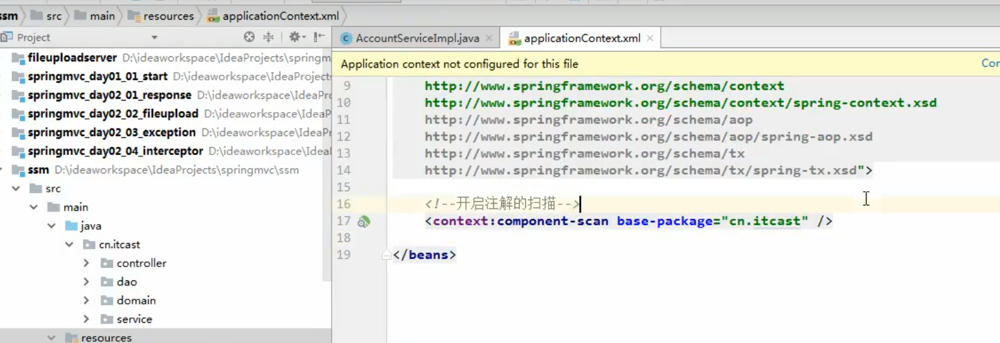 ssm src main resources applicationContext.xml
Project
AccountServiceImpl.java applicationContext.xml
Application context not configured for this file
fileuploadserver D:\ideaworkspace\IdeaProjects\springm
springmvc_day01_01_start D:\ideaworkspace\IdeaProjects
springmvc_day02_01_response D:\ideaworkspace\IdeaPr
springmvc_day02_02_fileupload D:\ideaworkspace\IdeaP
springmvc_day02_03_exception D:\ideaworkspace\IdeaPr
springmvc_day02_04_interceptor D:\ideaworkspace\Idea
ssm D:\ideaworkspace\IdeaProjects\springmvc\ssm
src
main
java
cn.itcast
controller
dao
domain
service
resources
9 http://www.springframework.org/schema/context
10 http://www.springframework.org/schema/context/spring-context.xsd
11 http://www.springframework.org/schema/aop
12 http://www.springframework.org/schema/aop/spring-aop.xsd
13 http://www.springframework.org/schema/tx
14 http://www.springframework.org/schema/tx/spring-tx.xsd">
15
16 <!--开启注解的扫描-->
17 <context:component-scan base-package="cn.itcast" />
18
19 </beans>